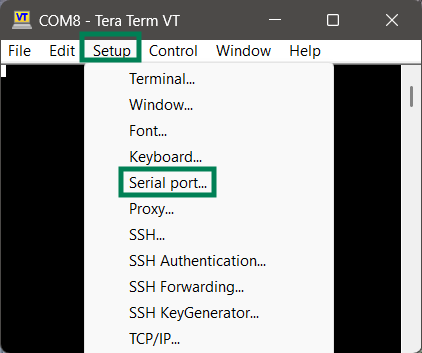 VT
COM8 - Tera Term VT
File Edit Setup Control Window Help
Terminal...
Window...
Font...
Keyboard...
Serial port...
Proxy...
SSH...
SSH Authentication...
SSH Forwarding...
SSH KeyGenerator...
TCP/IP...